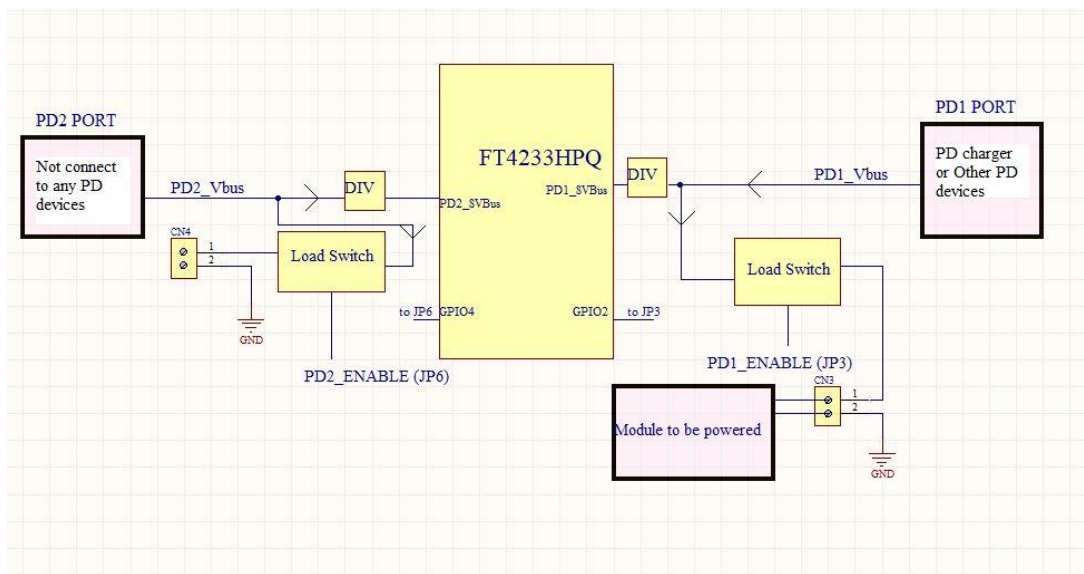 PD2 PORT
Not connect
to any PD
devices
PD2_Vbus
DIV
PD2_SVBus
CN4
1
2
Load Switch
GND
to JP6
GPIO4
PD2_ENABLE (JP6)
FT4233HPQ
PD1_SVBus
DIV
GPIO2
to JP3
PD1 PORT
PD charger
or Other PD
devices
PD1_Vbus
Load Switch
PD1_ENABLE (JP3)
CN3
1
2
Module to be powered
GND